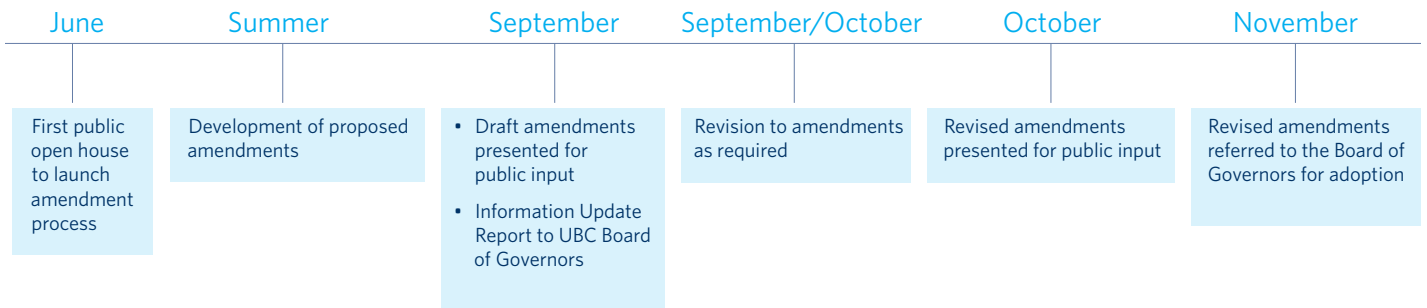 June
Summer
September
September/October
October
November
First public
open house
to launch
amendment
process
Development of proposed
amendments
• Draft amendments
presented for
public input
• Information Update
Report to UBC Board
of Governors
Revision to amendments
as required
Revised amendments
presented for public input
Revised amendments
referred to the Board of
Governors for adoption